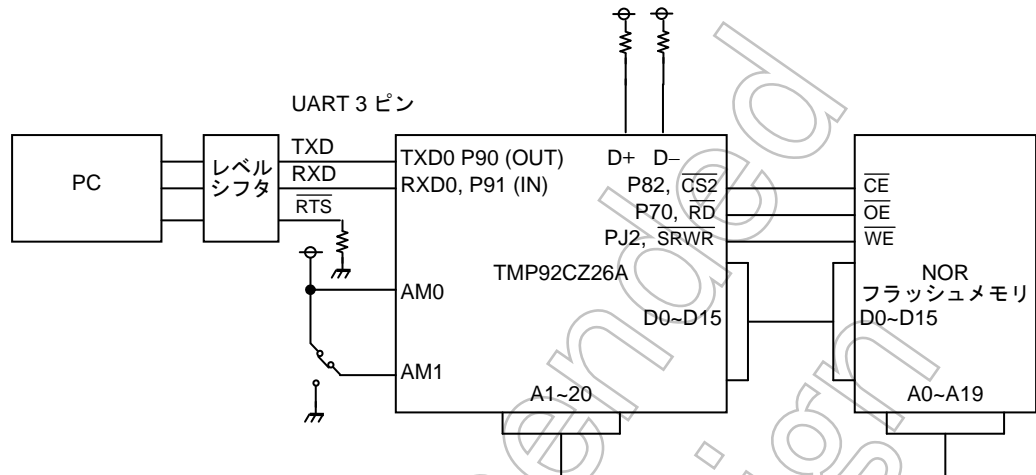 UART 3 ピン
PC
レベル
シフタ
TXD
RXD
RTS
TXD0 P90 (OUT)
RXD0, P91 (IN)
AM0
AM1
D+ D−
P82, CS2
P70, RD
PJ2, SRWR
TMP92CZ26A
D0~D15
A1~20
CE
OE
WE
NOR
フラッシュメモリ
D0~D15
A0~A19